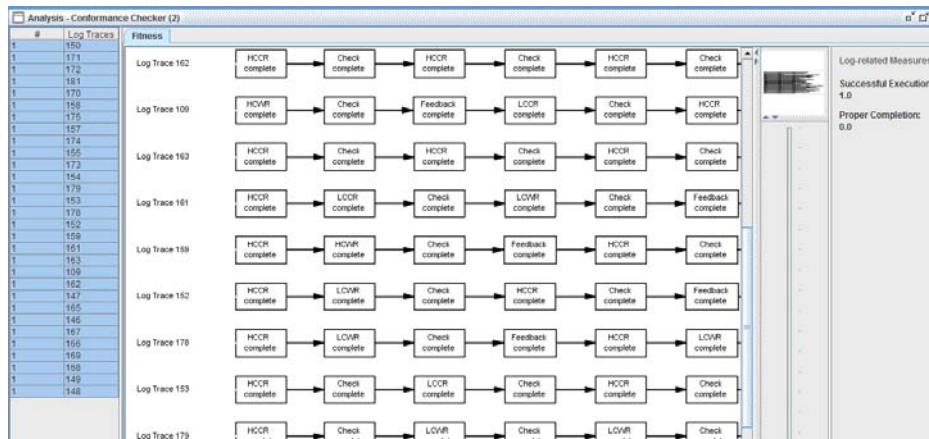 Analysis - Conformance Checker (2)
# Log Traces
1 150
1 171
1 172
1 181
1 170
1 158
1 175
1 157
1 174
1 155
1 173
1 154
1 179
1 153
1 178
1 152
1 159
1 161
1 163
1 109
1 162
1 147
1 165
1 146
1 167
1 156
1 169
1 168
1 149
1 148
Fitness
Log Trace 162 HCCR complete Check complete Check complete HCCR complete Check complete
Log Trace 109 HCWR complete Check complete Feedback complete LCCR complete HCCR complete
Log Trace 163 HCCR complete Check complete HCCR complete Check complete Check complete
Log Trace 161 HCCR complete LCCR complete Check complete LCWR complete Check complete Feedback complete
Log Trace 159 HCCR complete HCWR complete Check complete Feedback complete HCCR complete Check complete
Log Trace 152 HCCR complete LCWR complete Check complete HCCR complete Check complete Feedback complete
Log Trace 178 HCCR complete LCWR complete Check complete Feedback complete HCCR complete LCWR complete
Log Trace 153 HCCR complete Check complete LCCR complete Check complete HCCR complete Check complete
Log Trace 179 HCCR Check LCWR Check HCCR Check
Log-related Measures
Successful Execution
1.0
Proper Completion:
0.0